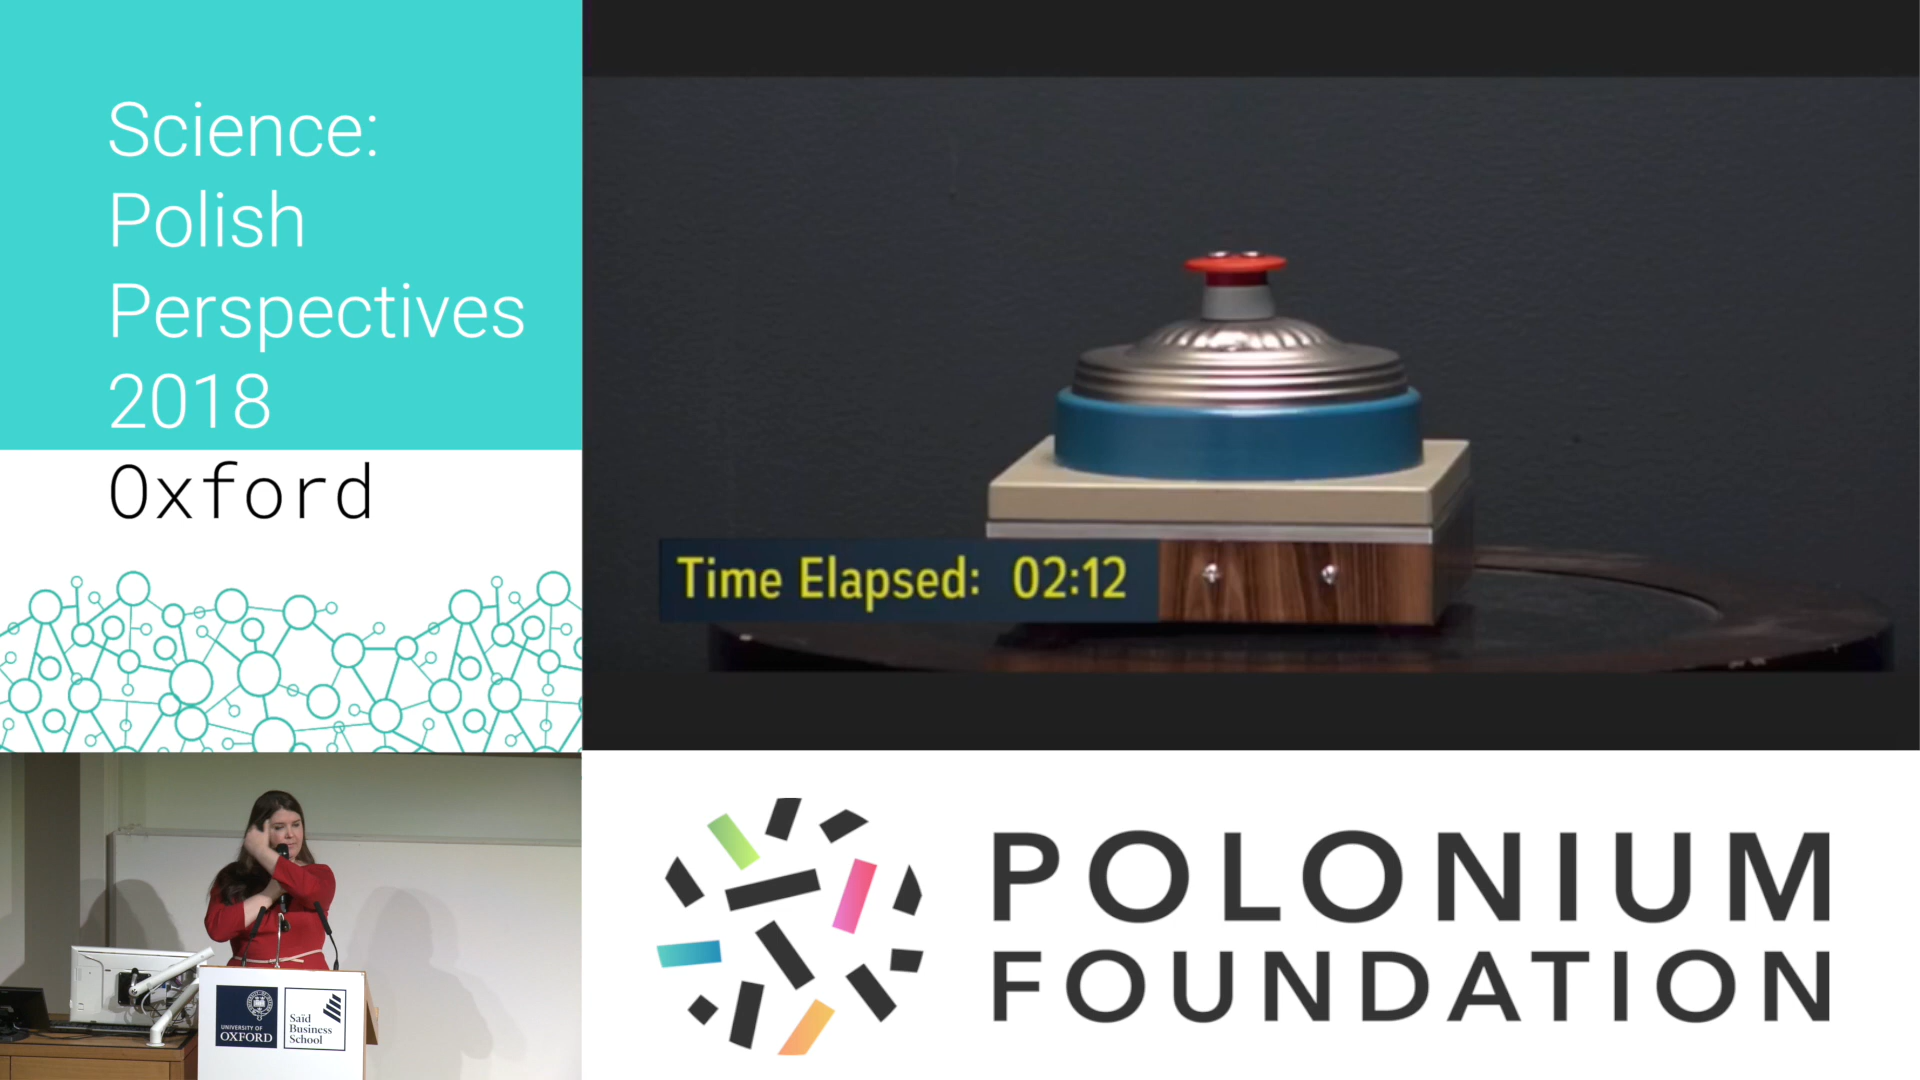 Science:
Polish
Perspectives
2018
Oxford
Time Elapsed: 02:12
UNIVERSITY OF
OXFORD
Saïd
Business
School
POLONIUM
FOUNDATION